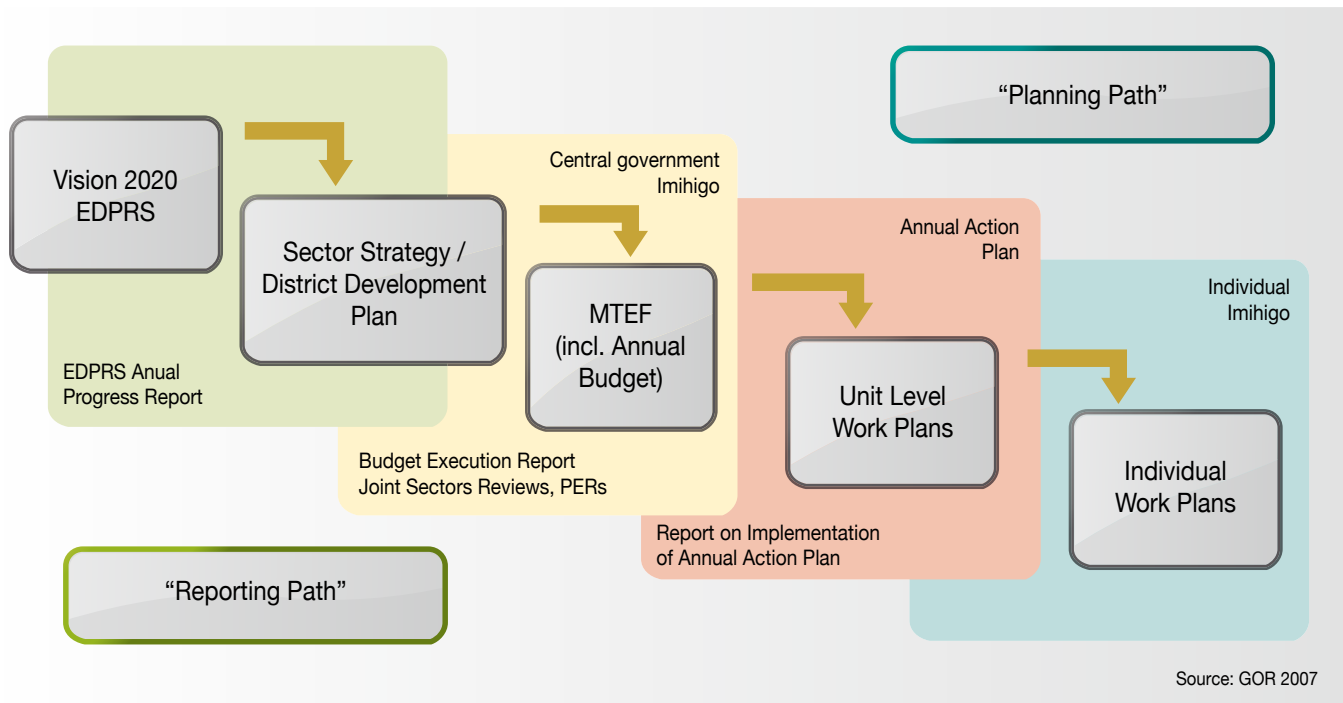 “Planning Path”
Vision 2020
EDPRS
Central government
Imihigo
Sector Strategy /
District Development
Plan
Annual Action
Plan
MTEF
(incl. Annual
Budget)
Individual
Imihigo
EDPRS Anual
Progress Report
Unit Level
Work Plans
Budget Execution Report
Joint Sectors Reviews, PERs
Individual
Work Plans
Report on Implementation
of Annual Action Plan
“Reporting Path”
Source: GOR 2007